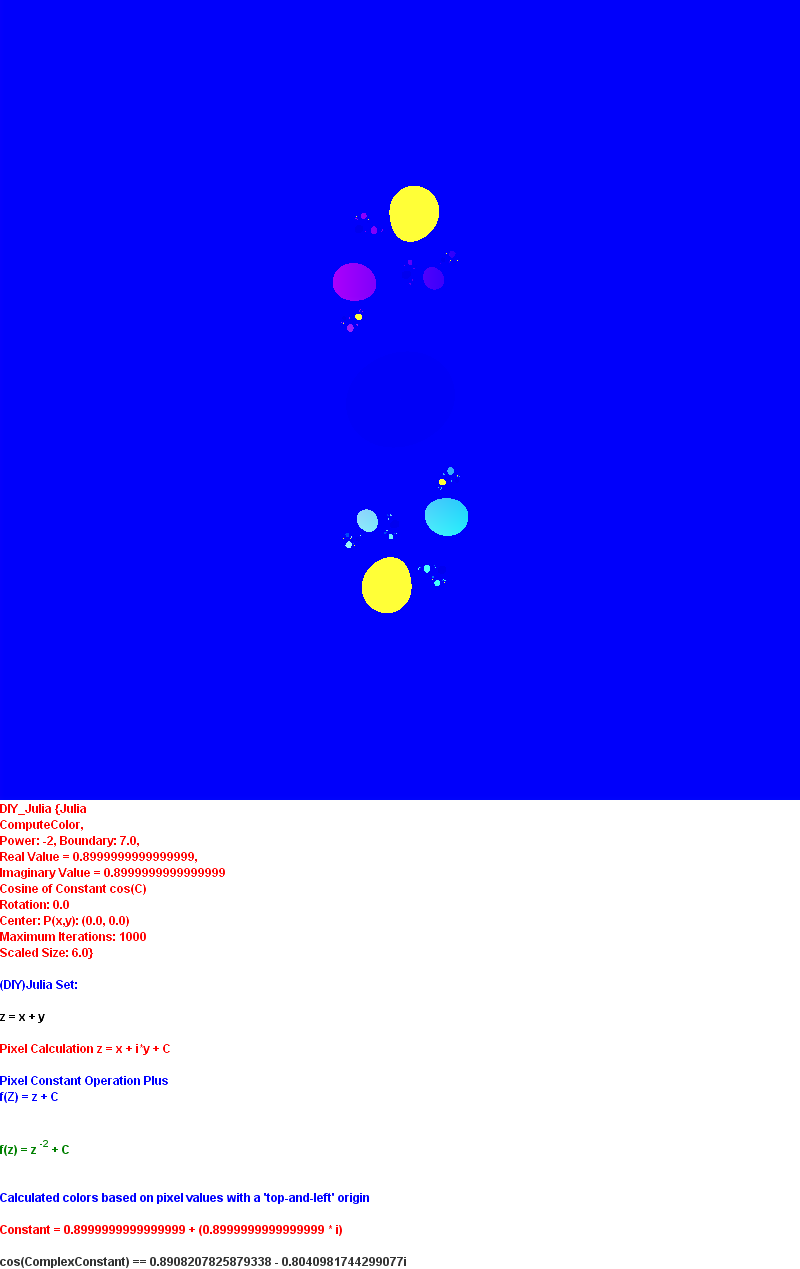 DIY_Julia {Julia
ComputeColor,
Power: -2, Boundary: 7.0,
Real Value = 0.8999999999999999,
Imaginary Value = 0.8999999999999999
Cosine of Constant cos(C)
Rotation: 0.0
Center: P(x,y): (0.0, 0.0)
Maximum Iterations: 1000
Scaled Size: 6.0}
(DIY)Julia Set:
z = x + y
Pixel Calculation z = x + i*y + C
Pixel Constant Operation Plus
f(Z) = z + C
f(z) = z -2 + C
Calculated colors based on pixel values with a 'top-and-left' origin
Constant = 0.8999999999999999 + (0.8999999999999999 * i)
cos(ComplexConstant) == 0.8908207825879338 - 0.8040981744299077i